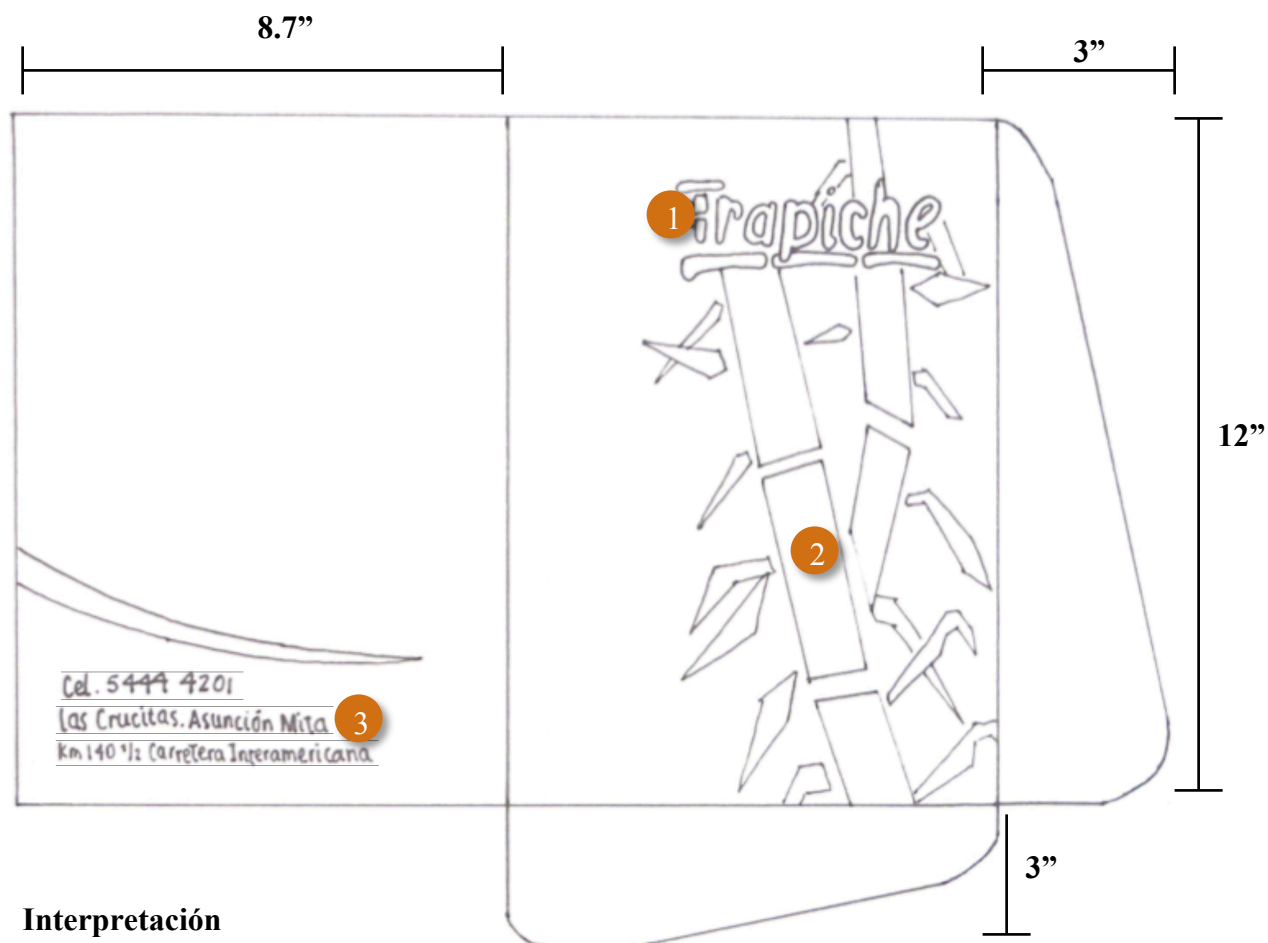 8.7”
3”
1
Trapiche
12”
2
Cel. 5444 4201
las Crucitas. Asunción Mita
3
Km 140 1/2 Carretera Interamericana
3”
Interpretación